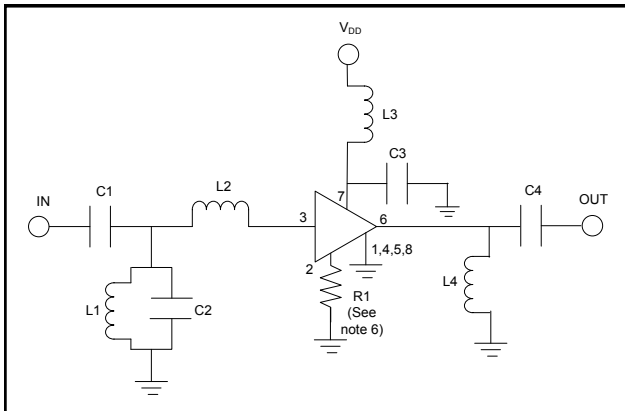 VDD
L3
C3
IN
C1
L2
3
7
6
C4
OUT
1,4,5,8
2
L1
C2
R1
(See
note 6)
L4